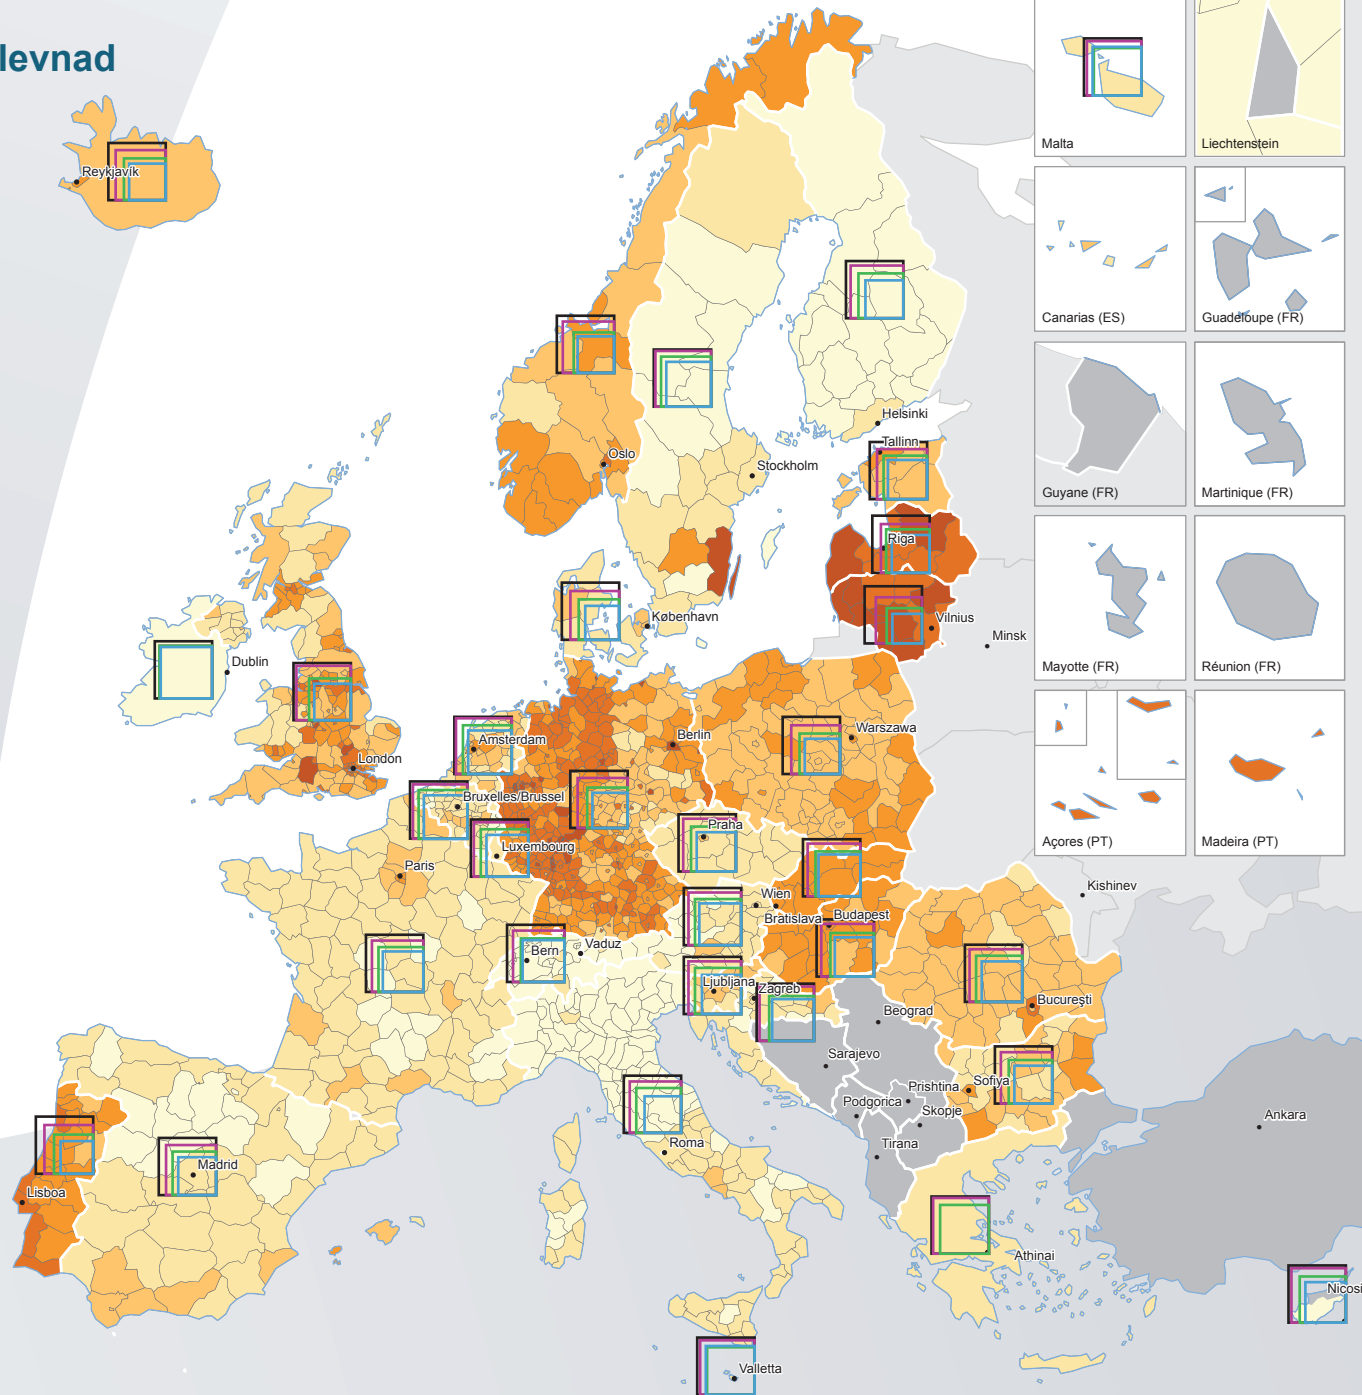 levnad
Reykjavík
Malta
Liechtenstein
Canarias (ES)
Guadeloupe (FR)
Guyane (FR)
Martinique (FR)
Mayotte (FR)
Réunion (FR)
Açores (PT)
Madeira (PT)
Helsinki
Tallinn
Oslo
Stockholm
Riga
København
Vilnius
Minsk
Dublin
Amsterdam
Berlin
Warszawa
London
Bruxelles/Brussel
Praha
Luxembourg
Paris
Kishinev
Wien
Bratislava
Budapest
Bern
Vaduz
Ljubljana
Zagreb
Beograd
Bucureşti
Sarajevo
Prishtina
Sofiya
Podgorica
Skopje
Ankara
Tirana
Roma
Madrid
Lisboa
Athinai
Nicosi
Valletta